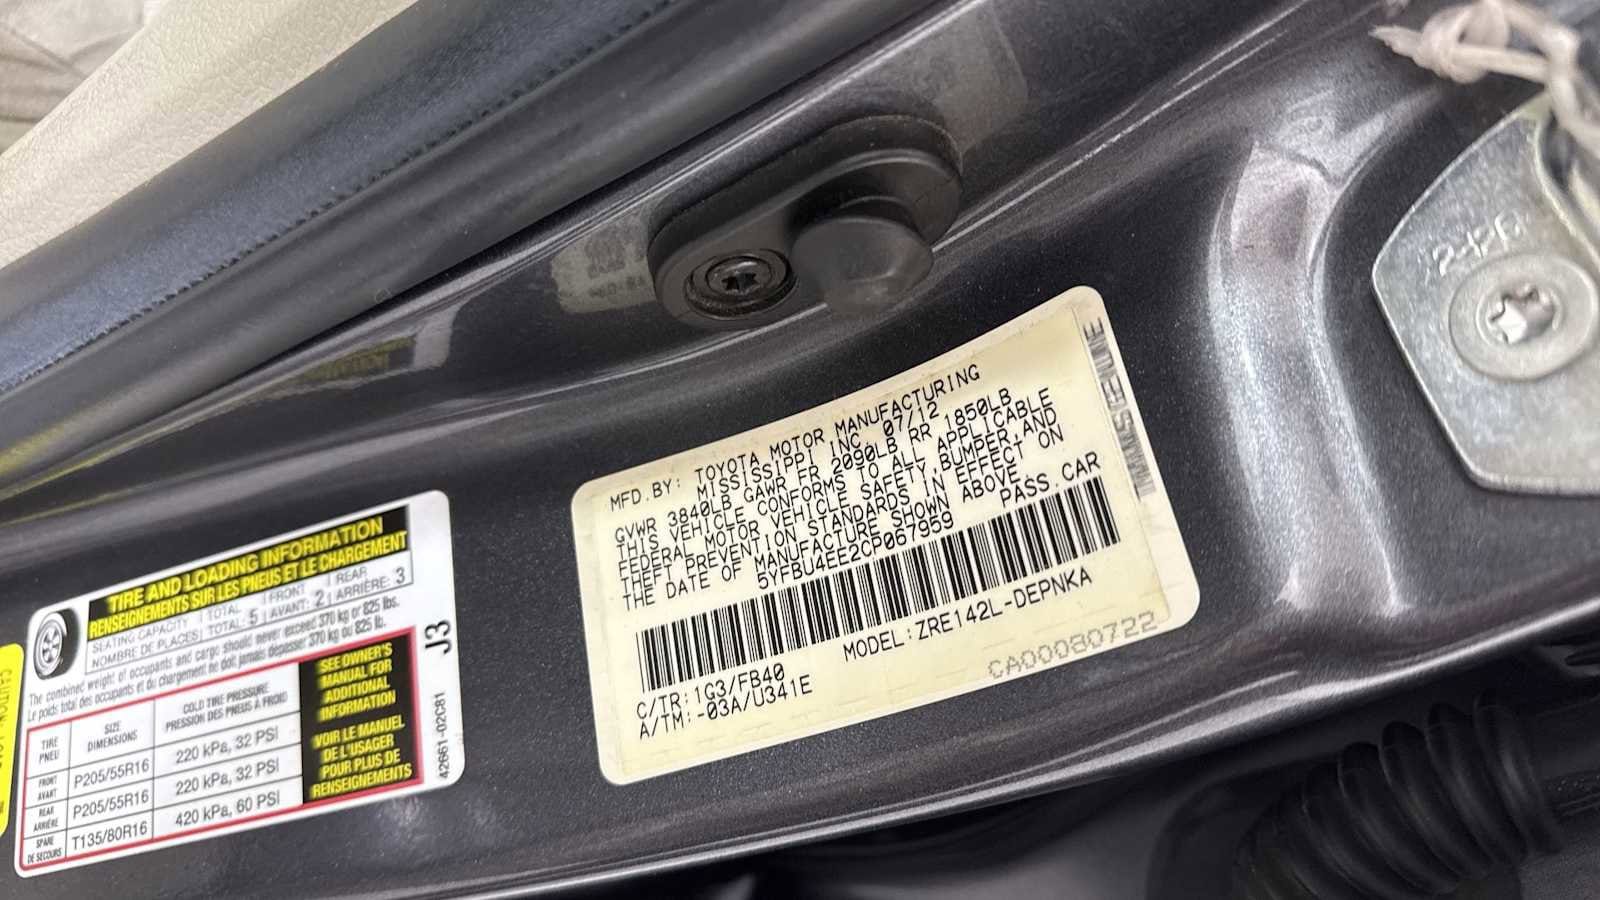 TIRE AND LOADING INFORMATION
RENSEIGNEMENTS SUR LES PNEUS ET LE CHARGEMENT
SEATING CAPACITY TOTAL 5 FRONT 2 REAR 3
NOMBRE DE PLACES TOTAL: AVANT: ARRIÈRE:
The combined weight of occupants and cargo should never exceed 370 kg or 825 lbs.
Le poids total des occupants et du chargement ne doit jamais dépasser 370 kg ou 825 lb.
TIRE PNEU
SIZE DIMENSIONS
COLD TIRE PRESSURE
PRESSION DES PNEUS À FROID
FRONT AVANT P205/55R16 220 kPa, 32 PSI
REAR ARRIÈRE P205/55R16 220 kPa, 32 PSI
SPARE DE SECOURS T135/80R16 420 kPa, 60 PSI
SEE OWNER'S
MANUAL FOR
ADDITIONAL
INFORMATION
VOIR LE MANUEL
DE L'USAGER
POUR PLUS DE
RENSEIGNEMENTS
J3
42661-02C81
MFD.BY: TOYOTA MOTOR MANUFACTURING
MISSISSIPPI INC. 07/12
GVWR 3840LB GAWR FR 2090LB RR 1850LB
THIS VEHICLE CONFORMS TO ALL APPLICABLE
FEDERAL MOTOR VEHICLE SAFETY,BUMPER,AND
THEFT PREVENTION STANDARDS IN EFFECT ON
THE DATE OF MANUFACTURE SHOWN ABOVE.
5YFBU4EE2CP067959 PASS.CAR
MODEL:ZRE142L-DEPNKA
C/TR:1G3/FB40
A/TM:-03A/U341E
CA00080722